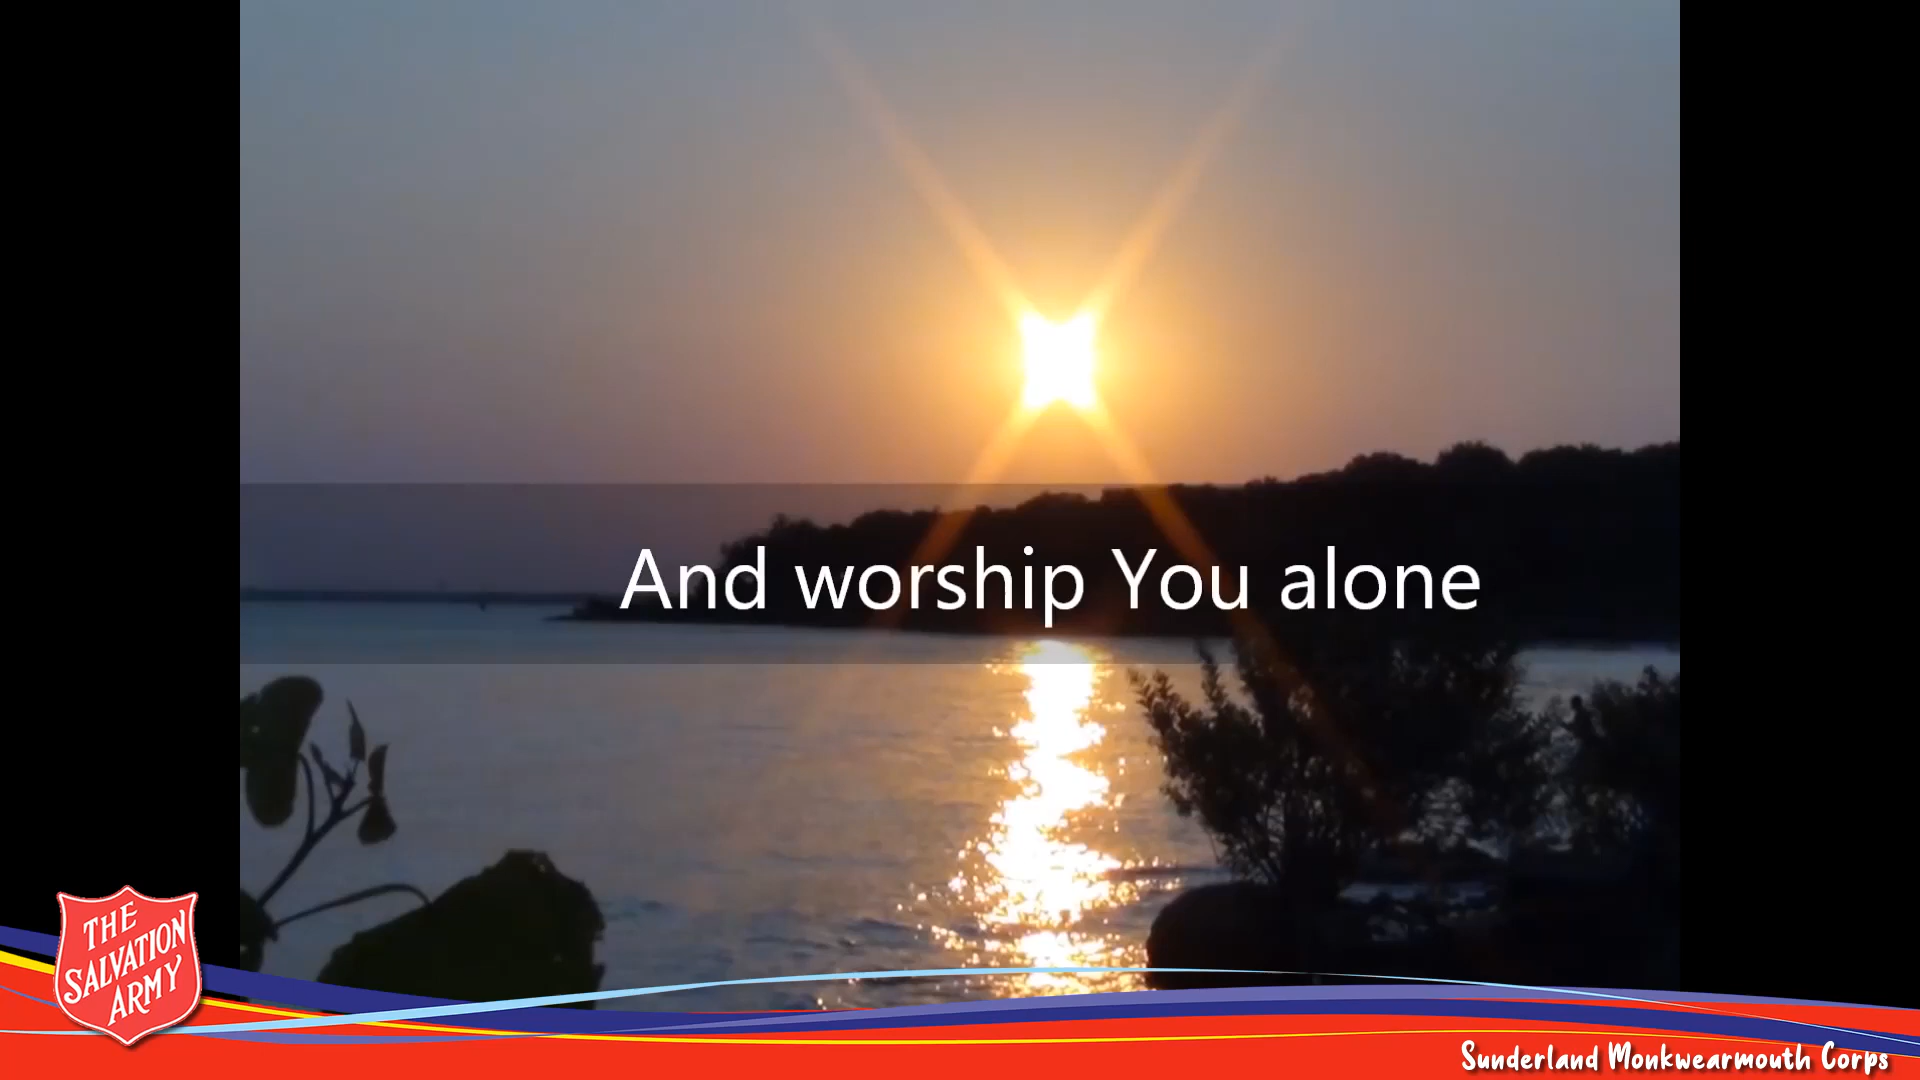 And worship You alone
THE
SALVATION
ARMY
Sunderland Monkwearmouth Corps